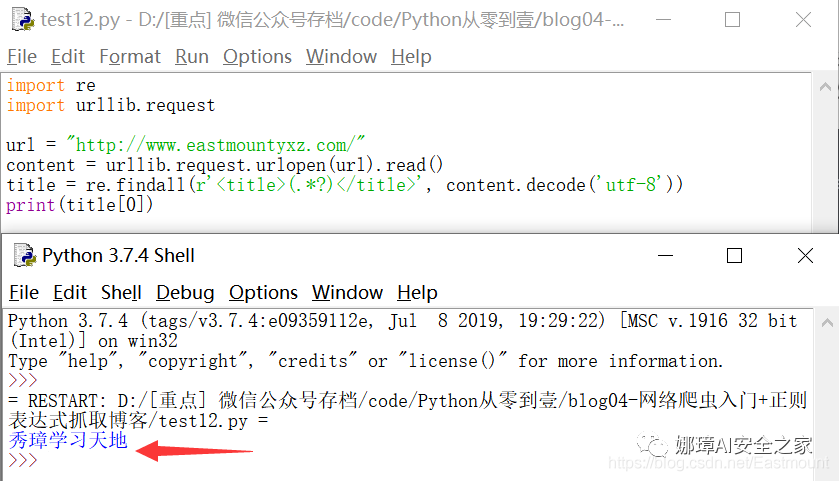 test12.py - D:/[重点] 微信公众号存档/code/Python从零到壹/blog04-...
File Edit Format Run Options Window Help
import re
import urllib.request
url = "http://www.eastmountyxz.com/"
content = urllib.request.urlopen(url).read()
title = re.findall(r'<title>(.*?)</title>', content.decode('utf-8'))
print(title[0])
Python 3.7.4 Shell
File Edit Shell Debug Options Window Help
Python 3.7.4 (tags/v3.7.4:e09359112e, Jul  8 2019, 19:29:22) [MSC v.1916 32 bit
(Intel)] on win32
Type "help", "copyright", "credits" or "license()" for more information.
>>>
= RESTART: D:/[重点] 微信公众号存档/code/Python从零到壹/blog04-网络爬虫入门+正则
表达式抓取博客/test12.py =
秀璋学习天地
>>>
娜璋AI安全之家
https://blog.csdn.net/Eastmount